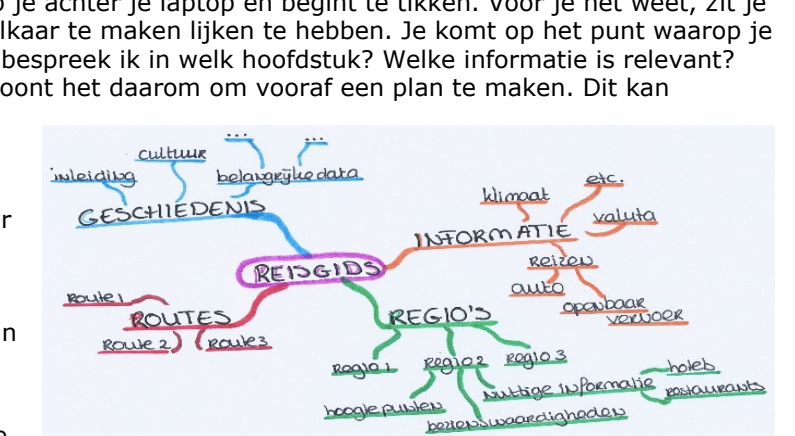 je achter je laptop en begint te tikken. Voor je het weet, zit je
lkaar te maken lijken te hebben. Je komt op het punt waarop je
bespreek ik in welk hoofdstuk? Welke informatie is relevant?
oont het daarom om vooraf een plan te maken. Dit kan
r
n
... ...
cultuur
inleiding
belangrijke data
GESCHIEDENIS
klimaat
etc.
valuta
INFORMATIE
Reizen
auto
openbaar
vervoer
REISGIDS
Route 1
ROUTES
Route 2
Route 3
REGIO'S
Regio 1
Regio 2
Regio 3
hoogtepunten
bezienswaardigheden
Nuttige informatie
hotels
restaurants